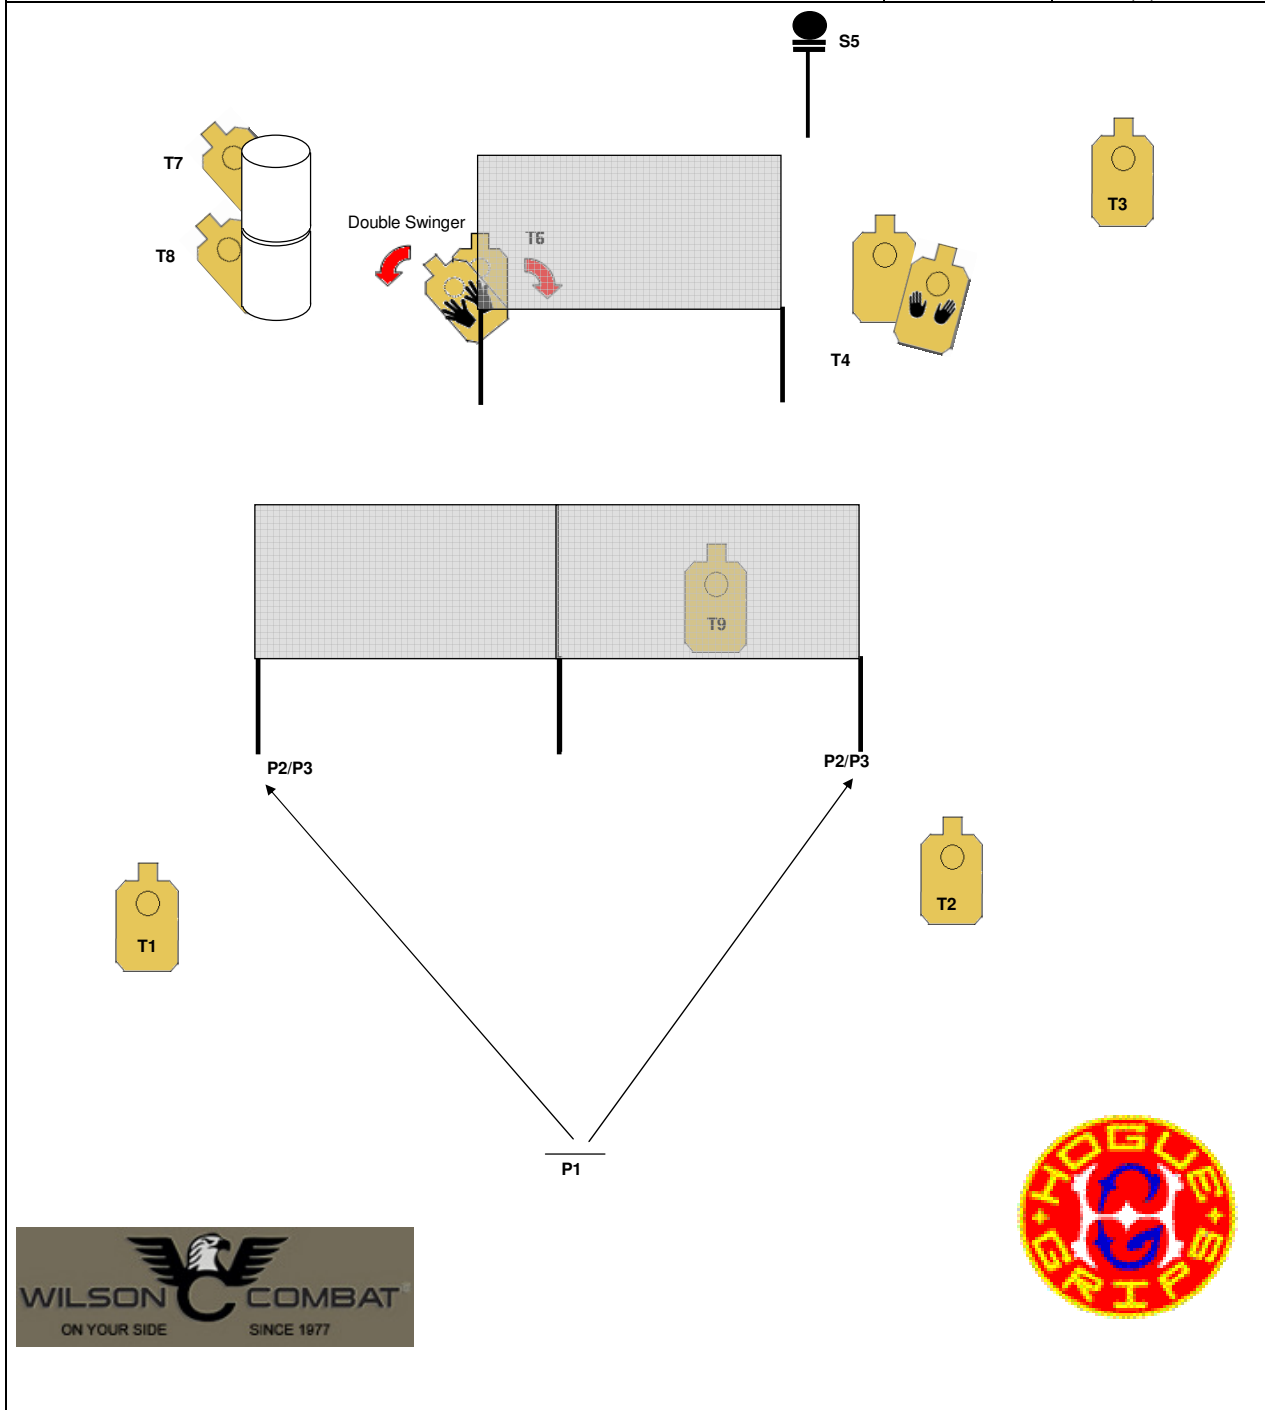 S5
T7
T3
Double Swinger
T6
T8
T4
T9
P2/P3
P2/P3
T2
T1
P1
HOGUE
GRIPS
WILSON COMBAT
ON YOUR SIDE SINCE 1977